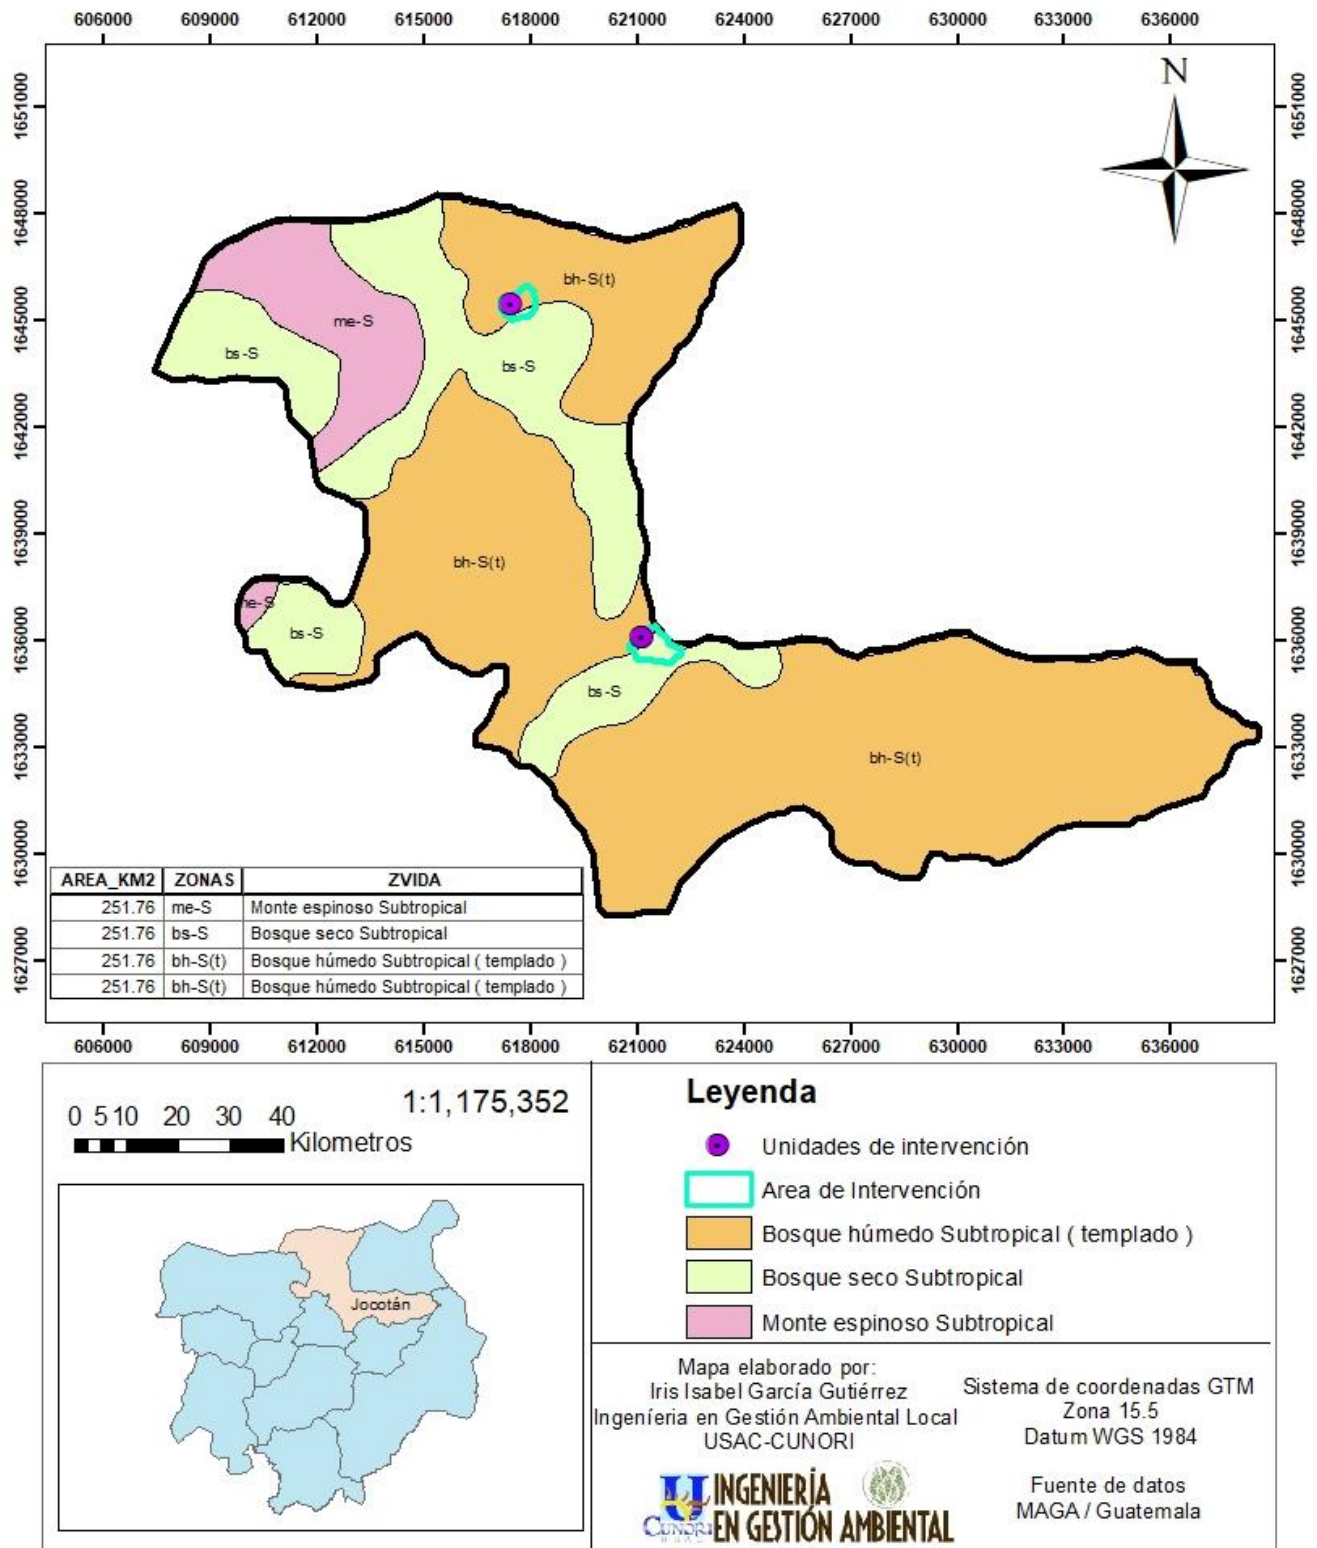 606000 609000 612000 615000 618000 621000 624000 627000 630000 633000 636000
N
1651000 1651000
1648000 1648000
bh-S(t)
1645000 1645000
me-S
bs-S
bs-S
1642000 1642000
1639000 1639000
bh-S(t)
me-S
bs-S
1636000 1636000
bs-S
1633000 1633000
bh-S(t)
1630000 1630000
AREA_KM2 ZONAS ZVIDA
251.76 me-S Monte espinoso Subtropical
251.76 bs-S Bosque seco Subtropical
251.76 bh-S(t) Bosque húmedo Subtropical ( templado )
251.76 bh-S(t) Bosque húmedo Subtropical ( templado )
1627000 1627000
606000 609000 612000 615000 618000 621000 624000 627000 630000 633000 636000
1:1,175,352
0 5 10 20 30 40
Kilometros
Jocotán
Leyenda
Unidades de intervención
Area de Intervención
Bosque húmedo Subtropical ( templado )
Bosque seco Subtropical
Monte espinoso Subtropical
Mapa elaborado por:
Iris Isabel García Gutiérrez
Ingeníeria en Gestión Ambiental Local
USAC-CUNORI
Sistema de coordenadas GTM
Zona 15.5
Datum WGS 1984
Fuente de datos
MAGA / Guatemala
U
CUNORI
INGENIERÍA
EN GESTIÓN AMBIENTAL